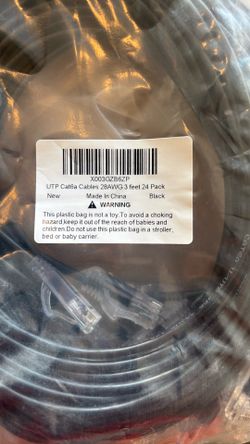 X003GZB6ZP
UTP Cat6a Cables 28AWG 3 feet 24 Pack
New Made In China Black
⚠ WARNING
This plastic bag is not a toy.To avoid a choking
hazard,keep it out of the reach of babies and
children.Do not use this plastic bag in a stroller,
bed or baby carrier.